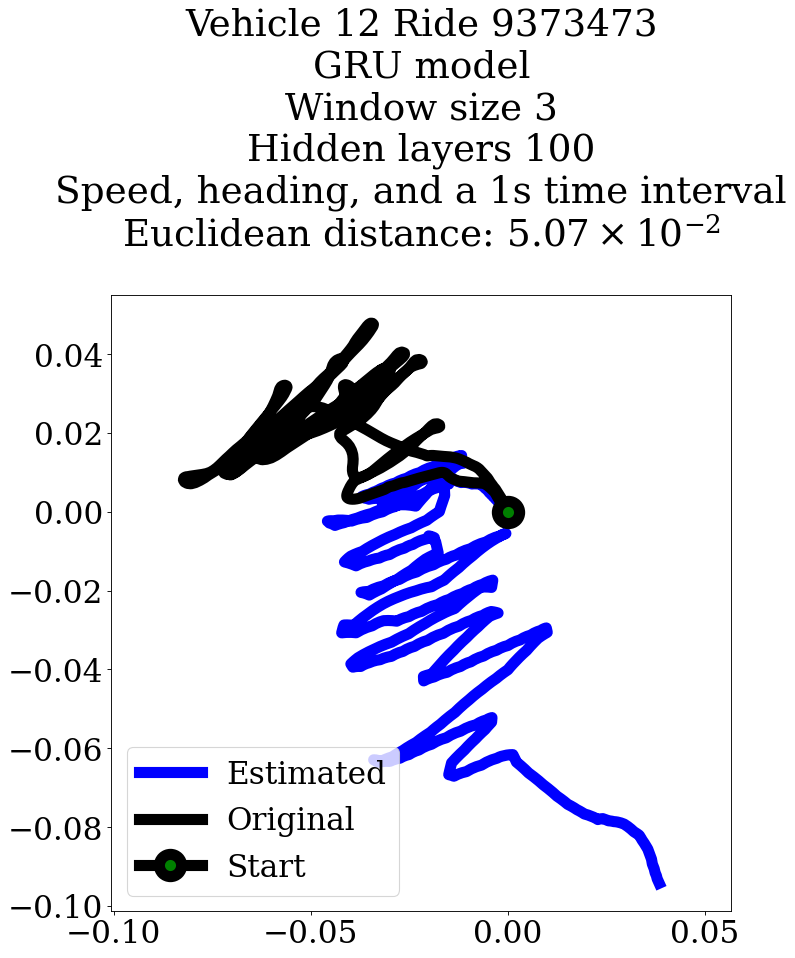 Vehicle 12 Ride 9373473
GRU model
Window size 3
Hidden layers 100
Speed, heading, and a 1s time interval
Euclidean distance: 5.07 × 10⁻²
0.04
0.02
0.00
−0.02
−0.04
−0.06
−0.08
−0.10
Estimated
Original
Start
−0.10 −0.05 0.00 0.05